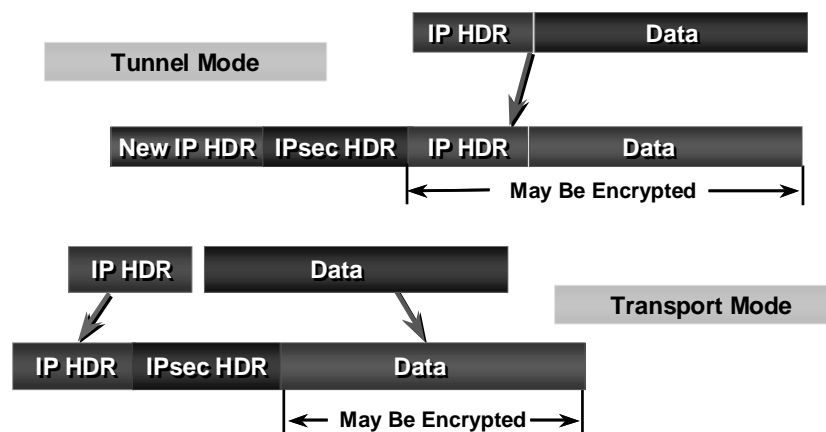 IP HDR Data
Tunnel Mode
New IP HDR IPsec HDR IP HDR Data
May Be Encrypted
IP HDR Data
Transport Mode
IP HDR IPsec HDR Data
May Be Encrypted